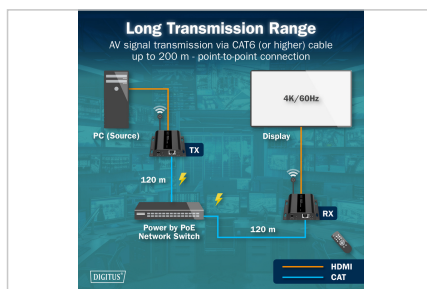 Long Transmission Range
AV signal transmission via CAT6 (or higher) cable
up to 200 m - point-to-point connection
4K/60Hz
PC (Source)
TX
Display
120 m
RX
Power by PoE
Network Switch
120 m
DIGITUS
HDMI
CAT